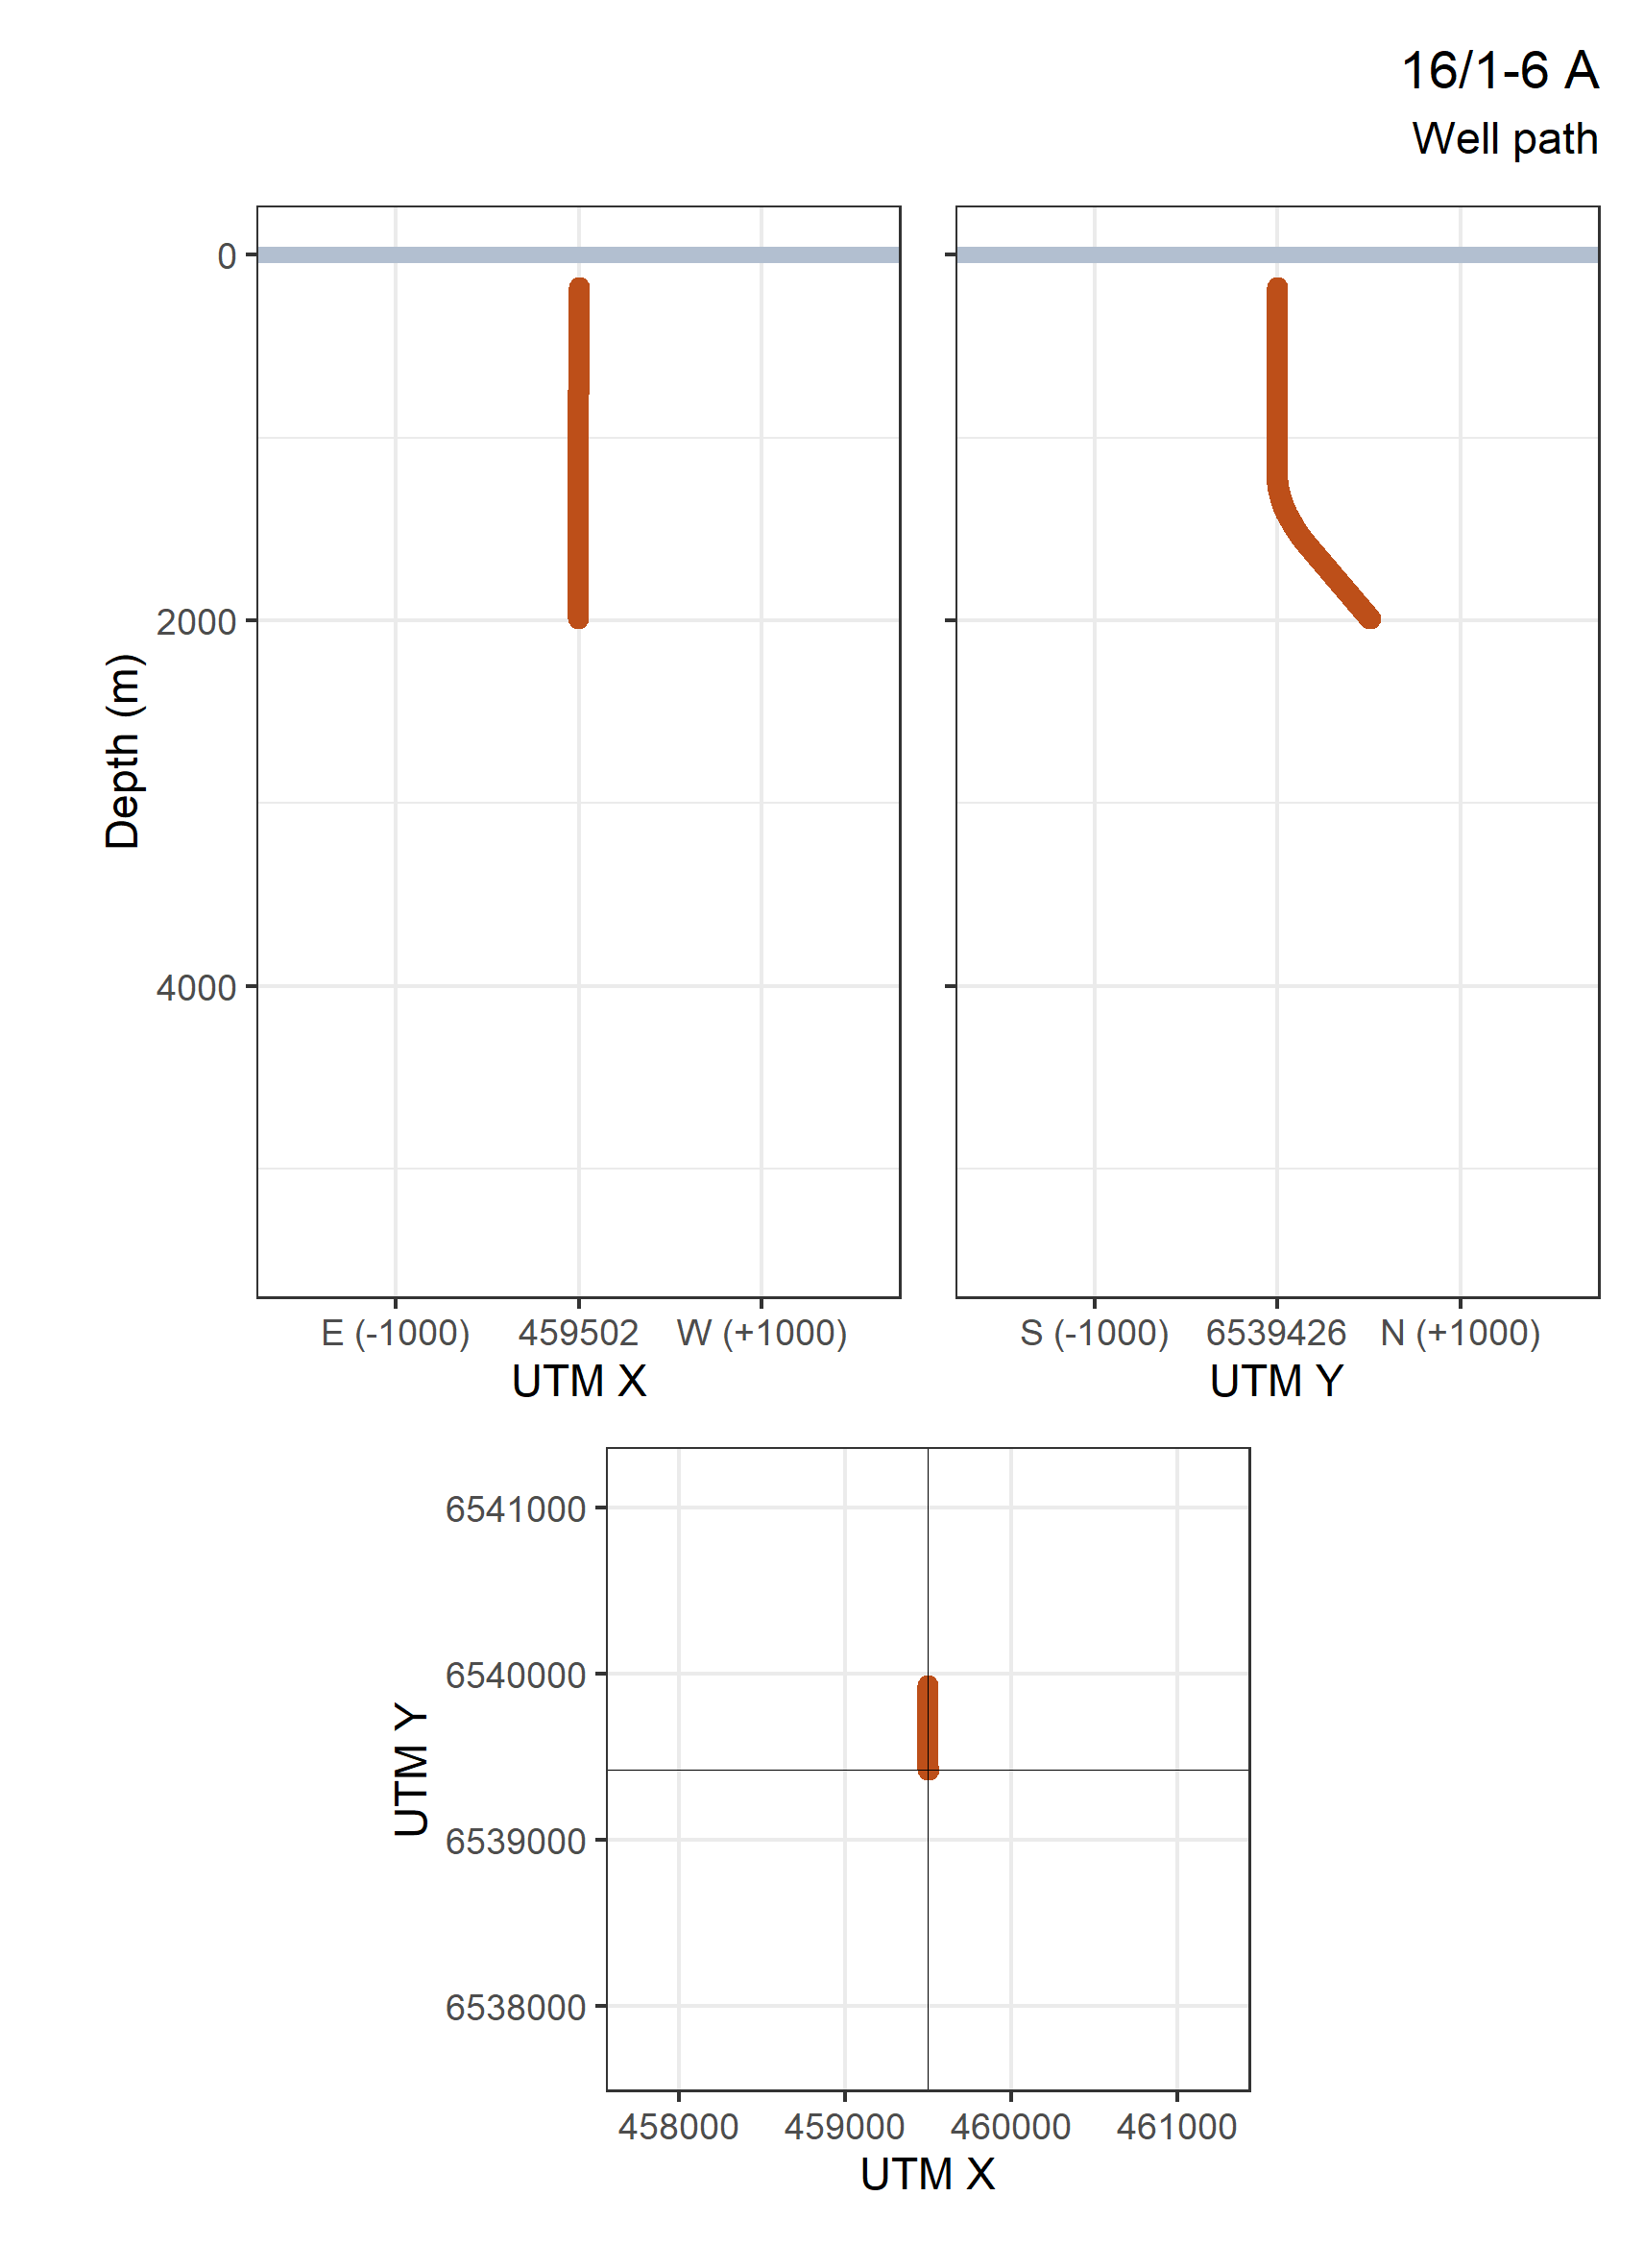 16/1-6 A
Well path
0
2000
4000
Depth (m)
E (-1000) 459502 W (+1000)
UTM X
S (-1000) 6539426 N (+1000)
UTM Y
6541000
6540000
6539000
6538000
UTM Y
458000 459000 460000 461000
UTM X